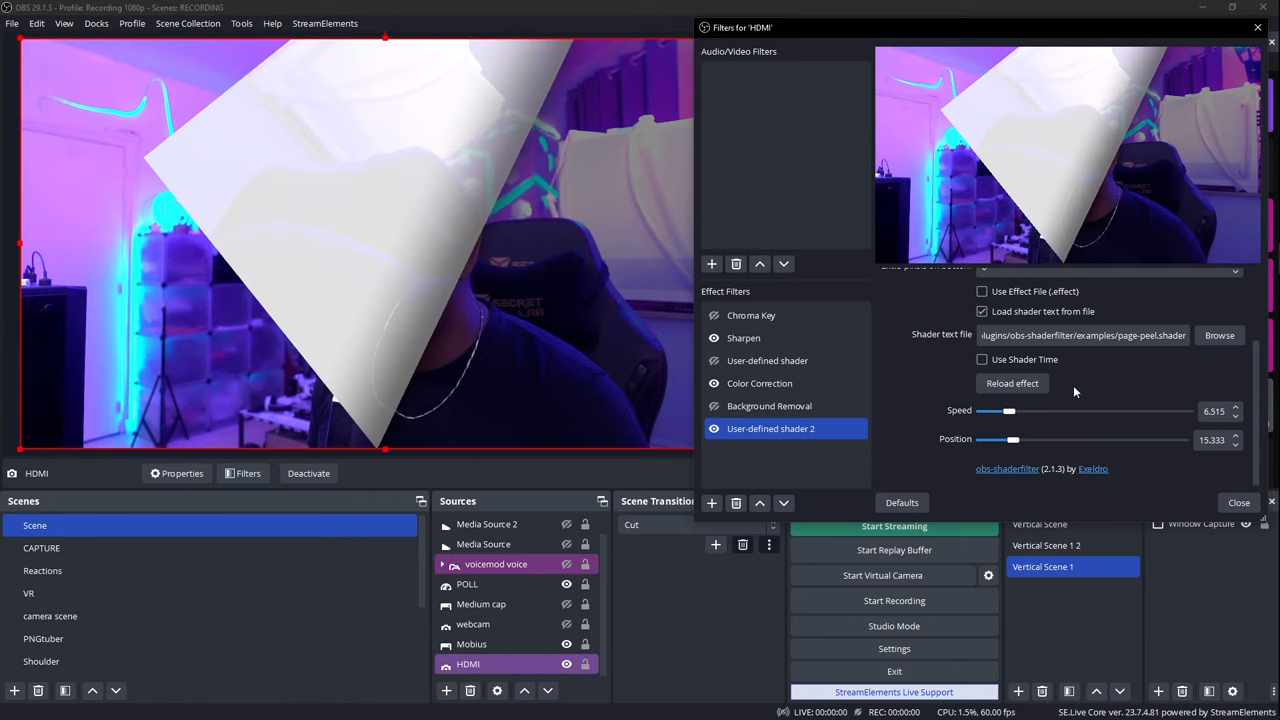 OBS 29.1.3 - Profile: Recording 1080p - Scenes: RECORDING
File Edit View Docks Profile Scene Collection Tools Help StreamElements
Filters for 'HDMI'
Audio/Video Filters
Effect Filters
Chroma Key
Sharpen
User-defined shader
Color Correction
Background Removal
User-defined shader 2
Use Effect File (.effect)
Load shader text from file
Shader text file
lugins/obs-shaderfilter/examples/page-peel.shader
Browse
Use Shader Time
Reload effect
Speed
6.515
Position
15.333
obs-shaderfilter (2.1.3) by Exeldro
Defaults
Close
SECRET
LAB
HDMI
Properties
Filters
Deactivate
Scenes
Scene
CAPTURE
Reactions
VR
camera scene
PNGtuber
Shoulder
Sources
Media Source 2
Media Source
voicemod voice
POLL
Medium cap
webcam
Mobius
HDMI
Scene Transition
Cut
Start Streaming
Start Replay Buffer
Start Virtual Camera
Start Recording
Studio Mode
Settings
Exit
StreamElements Live Support
Vertical Scene
Vertical Scene 1 2
Vertical Scene 1
Window Capture
LIVE: 00:00:00
REC: 00:00:00
CPU: 1.5%, 60.00 fps
SE.Live Core ver. 23.7.4.81 powered by StreamElements